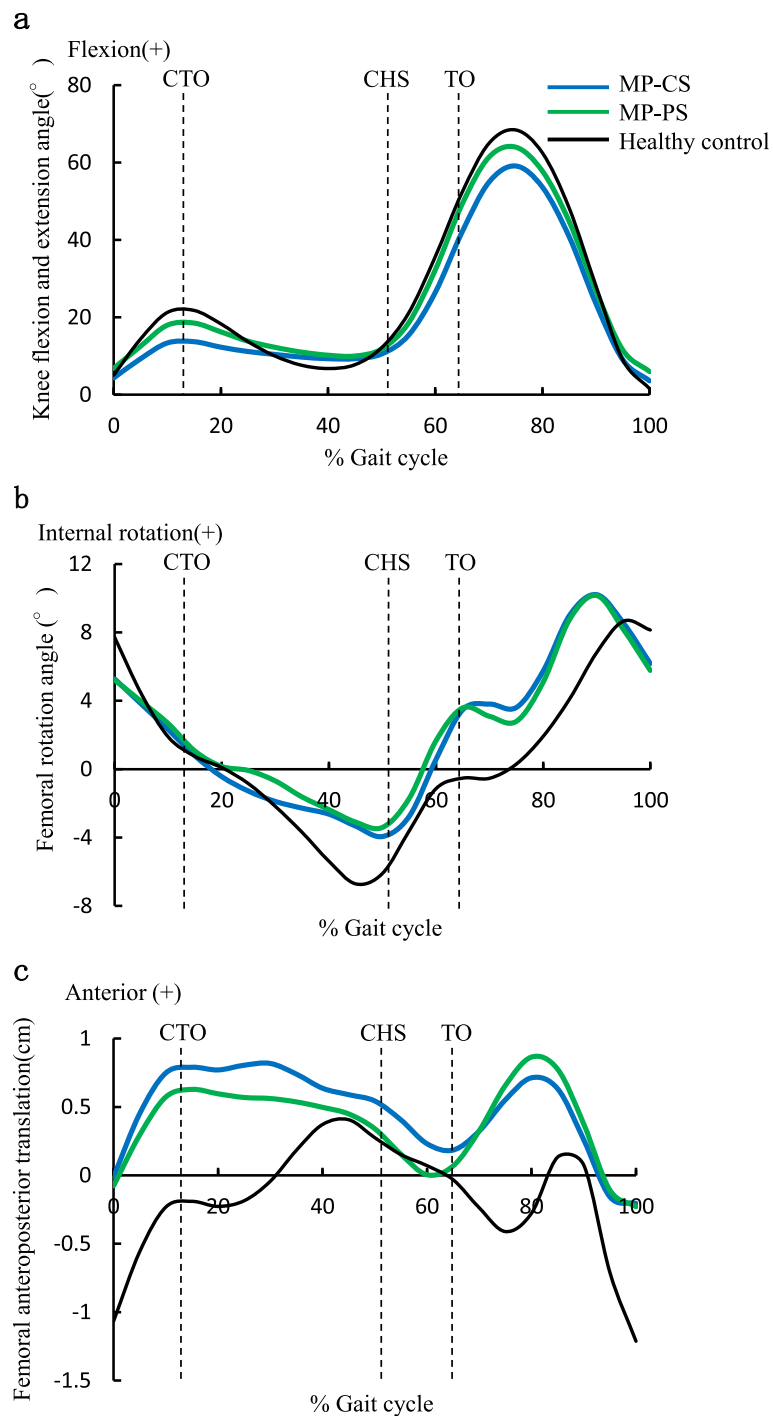 a
Flexion(+)
CTO
CHS
TO
MP-CS
MP-PS
Healthy control
Knee flexion and extension angle(°)
80
60
40
20
0
0 20 40 60 80 100
% Gait cycle
b
Internal rotation(+)
CTO
CHS
TO
Femoral rotation angle (°)
12
8
4
0
-4
-8
0 20 40 60 80 100
% Gait cycle
c
Anterior (+)
CTO
CHS
TO
Femoral anteroposterior translation(cm)
1
0.5
0
-0.5
-1
-1.5
0 20 40 60 80 100
% Gait cycle